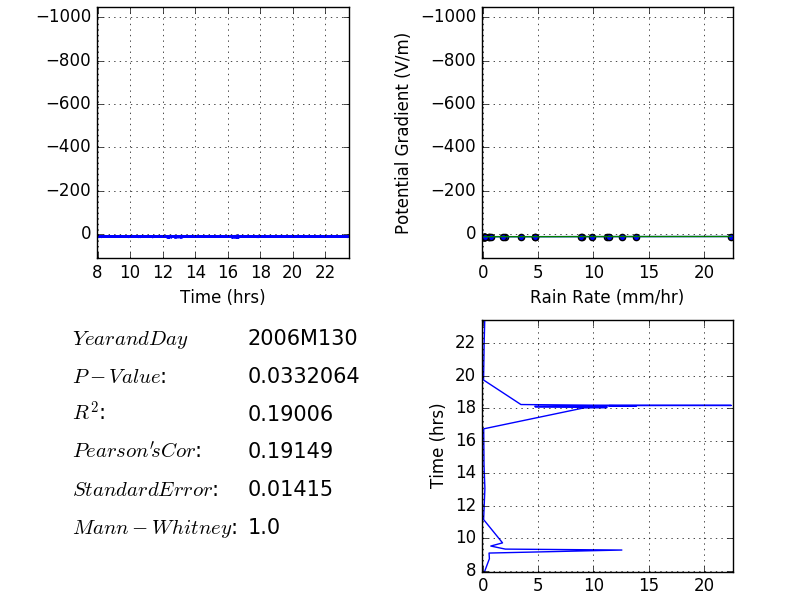 −1000
−800
−600
−400
−200
0
8 10 12 14 16 18 20 22
Time (hrs)
Potential Gradient (V/m)
−1000
−800
−600
−400
−200
0
0 5 10 15 20
Rain Rate (mm/hr)
YearandDay 2006M130
P−Value: 0.0332064
R²: 0.19006
Pearson'sCor: 0.19149
StandardError: 0.01415
Mann−Whitney: 1.0
Time (hrs)
22
20
18
16
14
12
10
8
0 5 10 15 20